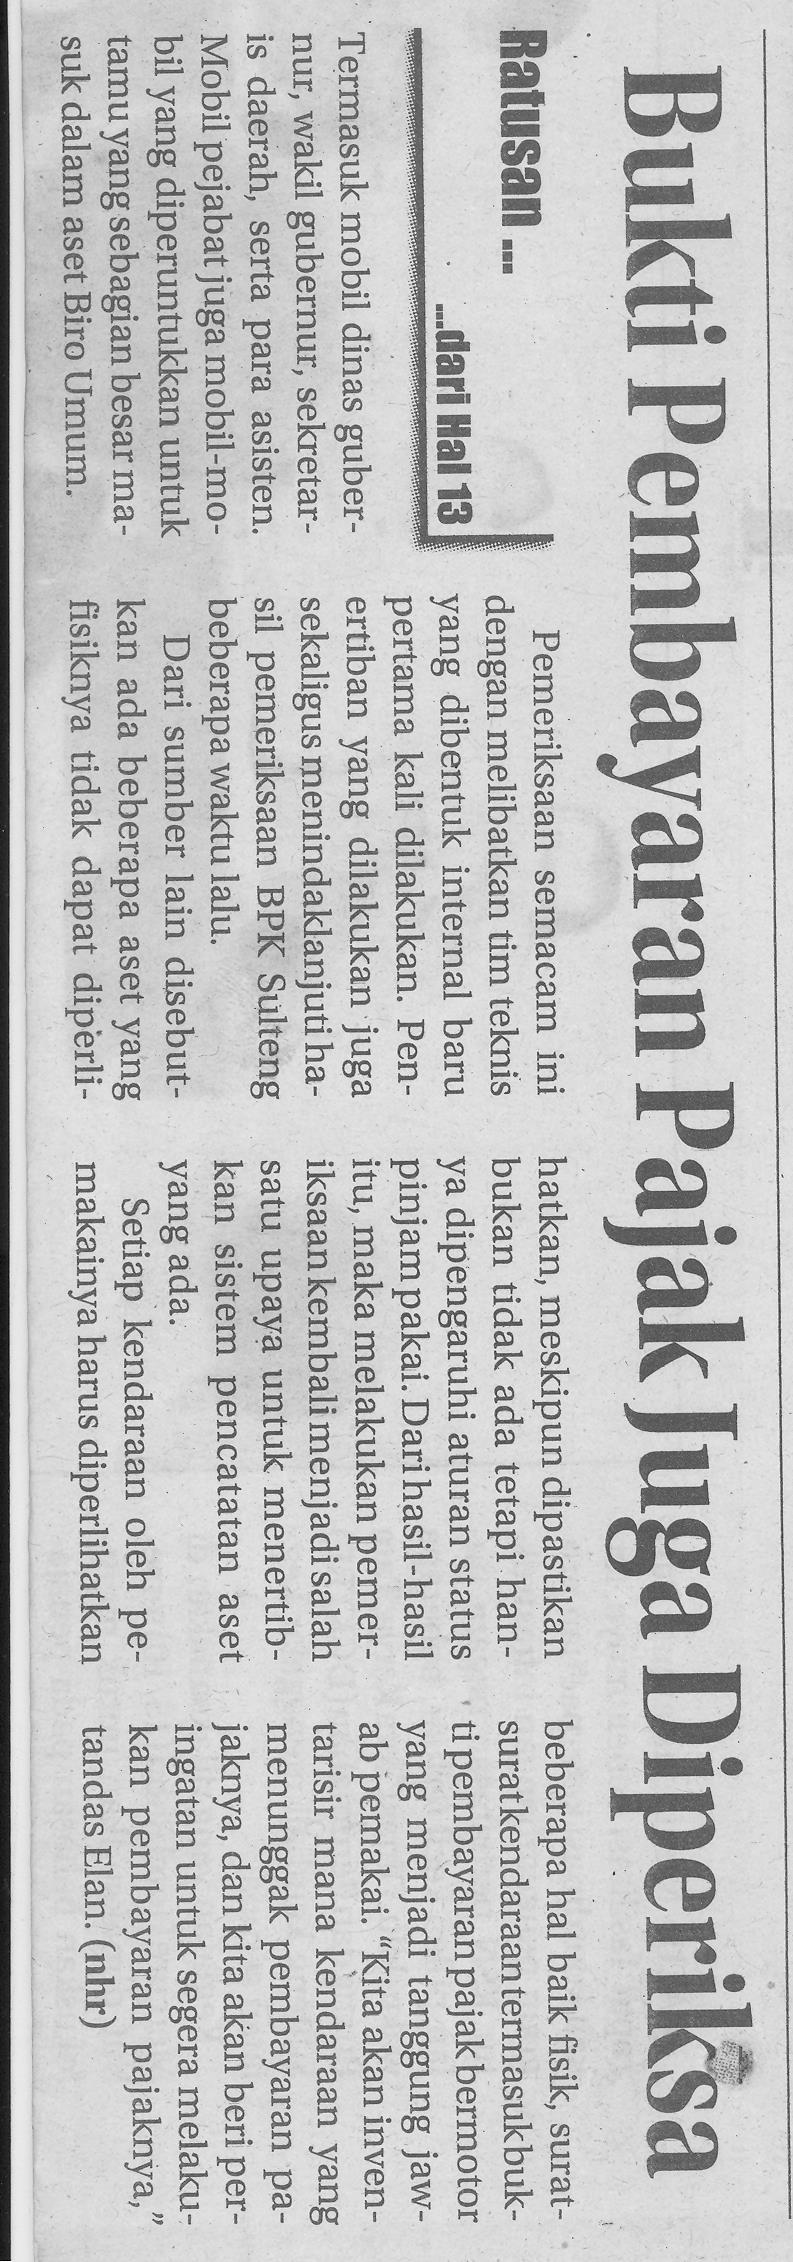 Bukti Pembayaran Pajak Juga Diperiksa
Ratusan ...
...dari Hal 13
Termasuk mobil dinas guber-
nur, wakil gubernur, sekretar-
is daerah, serta para asisten.
Mobil pejabat juga mobil-mo-
bil yang diperuntukkan untuk
tamu yang sebagian besar ma-
suk dalam aset Biro Umum.
Pemeriksaan semacam ini
dengan melibatkan tim teknis
yang dibentuk internal baru
pertama kali dilakukan. Pen-
ertiban yang dilakukan juga
sekaligus menindaklanjuti ha-
sil pemeriksaan BPK Sulteng
beberapa waktu lalu.
Dari sumber lain disebut-
kan ada beberapa aset yang
fisiknya tidak dapat diperli-
hatkan, meskipun dipastikan
bukan tidak ada tetapi han-
ya dipengaruhi aturan status
pinjam pakai. Dari hasil-hasil
itu, maka melakukan pemer-
iksaan kembali menjadi salah
satu upaya untuk menertib-
kan sistem pencatatan aset
yang ada.
Setiap kendaraan oleh pe-
makainya harus diperlihatkan
beberapa hal baik fisik, surat-
surat kendaraan termasuk buk-
ti pembayaran pajak bermotor
yang menjadi tanggung jaw-
ab pemakai. “Kita akan inven-
tarisir mana kendaraan yang
menunggak pembayaran pa-
jaknya, dan kita akan beri per-
ingatan untuk segera melaku-
kan pembayaran pajaknya,”
tandas Elan. (nhr)